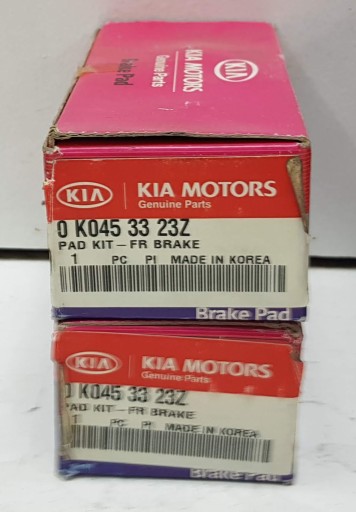 KIA MOTORS
Genuine Parts
KIA
Brake Pad
KIA
KIA MOTORS
Genuine Parts
0 K045 33 23Z
PAD KIT-FR BRAKE
1 PC PI MADE IN KOREA
Brake Pad
KIA
KIA MOTORS
Genuine Parts
0 K045 33 23Z
PAD KIT-FR BRAKE
1 PC PI MADE IN KOREA
Brake Pad